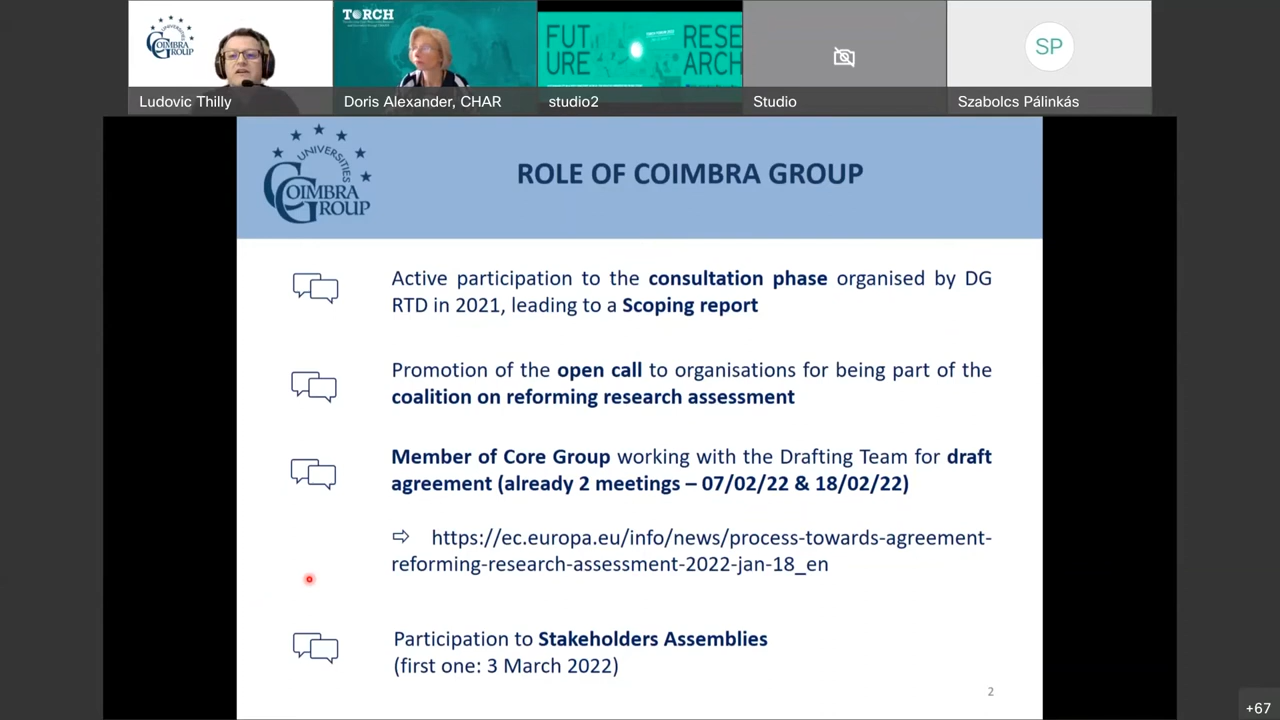 UNIVERSITIES
COIMBRA
GROUP
TORCH
FUT
URE
RESE
ARCH
SP
Ludovic Thilly
Doris Alexander, CHAR
studio2
Studio
Szabolcs Pálinkás
UNIVERSITIES
COIMBRA
GROUP
ROLE OF COIMBRA GROUP
Active participation to the consultation phase organised by DG
RTD in 2021, leading to a Scoping report
Promotion of the open call to organisations for being part of the
coalition on reforming research assessment
Member of Core Group working with the Drafting Team for draft
agreement (already 2 meetings – 07/02/22 & 18/02/22)
⇨ https://ec.europa.eu/info/news/process-towards-agreement-
reforming-research-assessment-2022-jan-18_en
Participation to Stakeholders Assemblies
(first one: 3 March 2022)
2
+67